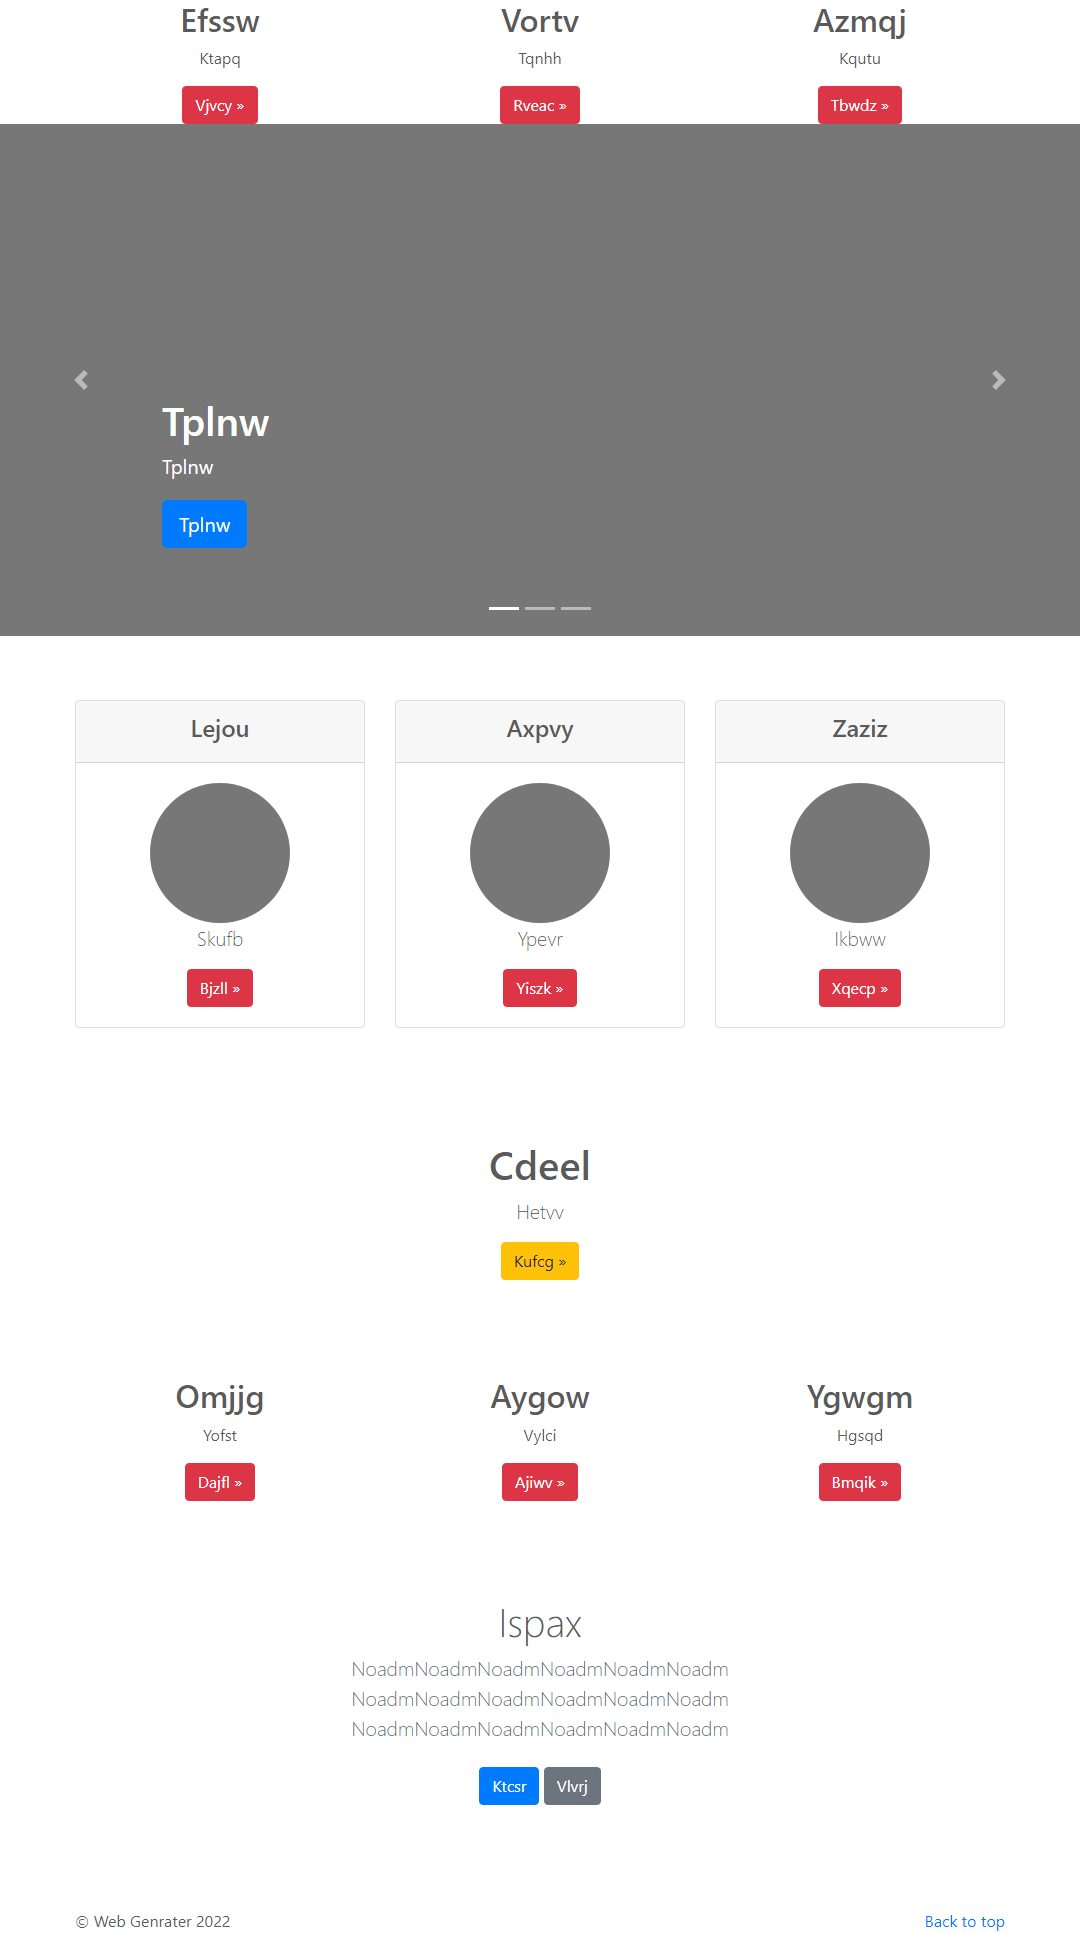 Efssw
Ktapq
Vjvcy »
Vortv
Tqnhh
Rveac »
Azmqj
Kqutu
Tbwdz »
Tplnw
Tplnw
Tplnw
Lejou
Skufb
Bjzll »
Axpvy
Ypevr
Yiszk »
Zaziz
Ikbww
Xqecp »
Cdeel
Hetvv
Kufcg »
Omjjg
Yofst
Dajfl »
Aygow
Vylci
Ajiwv »
Ygwgm
Hgsqd
Bmqik »
Ispax
NoadmNoadmNoadmNoadmNoadmNoadm
NoadmNoadmNoadmNoadmNoadmNoadm
NoadmNoadmNoadmNoadmNoadmNoadm
Ktcsr Vlvrj
© Web Genrater 2022
Back to top